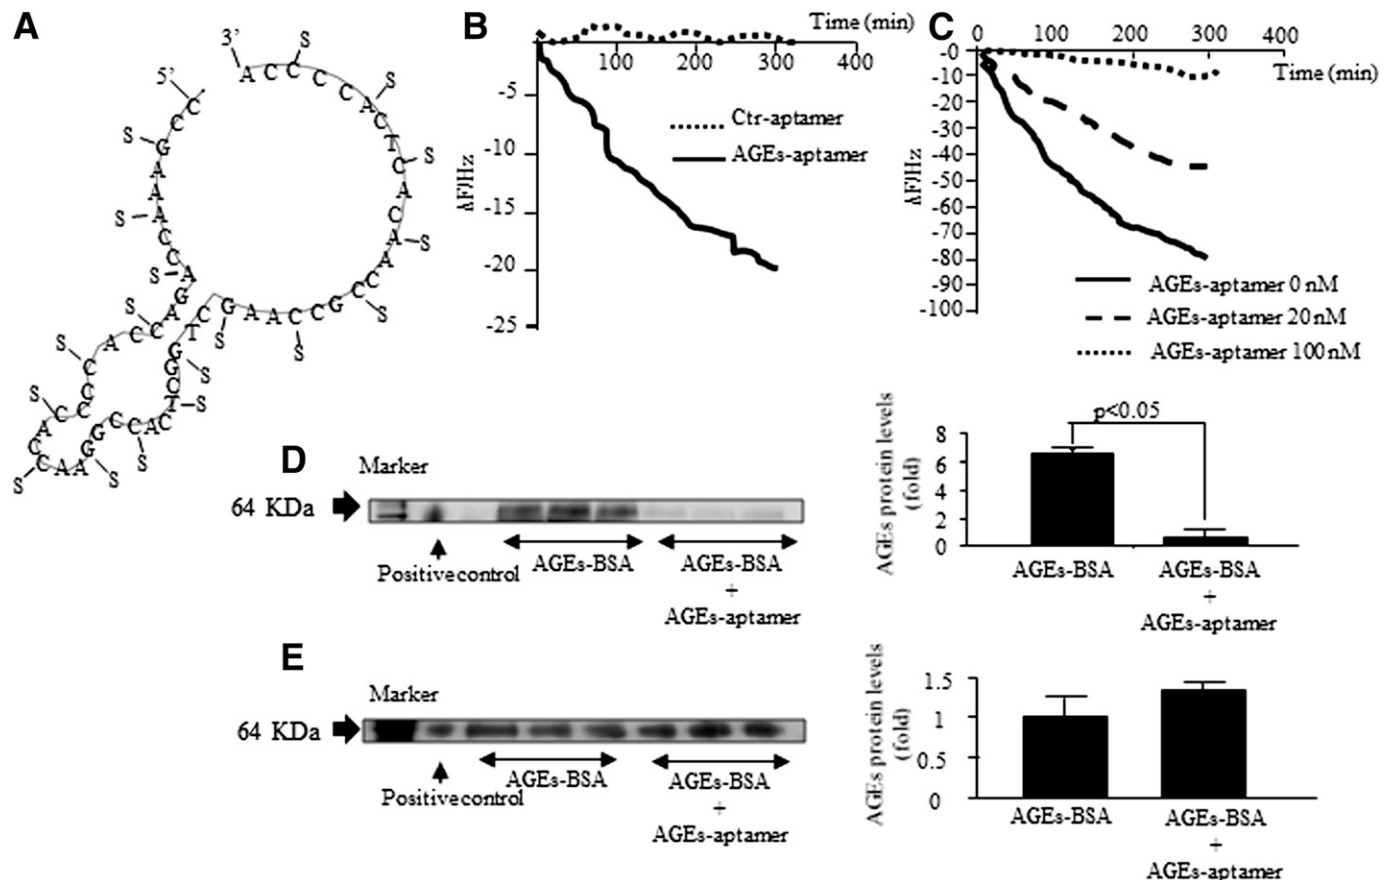 A
3’
5’
A C C C C A C T C A C A A C C G C C A A G C T G G C T C A C C G G A A C C A C C C C A C C A G A C C A A A G C C
S S S S S S S S S S S S S S S S S S S
B
Time (min)
100 200 300 400
-5
-10
-15
-20
-25
ΔF/Hz
Ctr-aptamer
AGEs-aptamer
C
0 100 200 300 400
Time (min)
-0
-10
-20
-30
-40
-50
-60
-70
-80
-90
-100
ΔF/Hz
AGEs-aptamer 0 nM
AGEs-aptamer 20 nM
AGEs-aptamer 100 nM
D
Marker
64 KDa
Positive control
AGEs-BSA
AGEs-BSA
+
AGEs-aptamer
AGEs protein levels
(fold)
8
6
4
2
0
p<0.05
AGEs-BSA
AGEs-BSA
+
AGEs-aptamer
E
Marker
64 KDa
Positive control
AGEs-BSA
AGEs-BSA
+
AGEs-aptamer
AGEs protein levels
(fold)
1.5
1
0.5
0
AGEs-BSA
AGEs-BSA
+
AGEs-aptamer